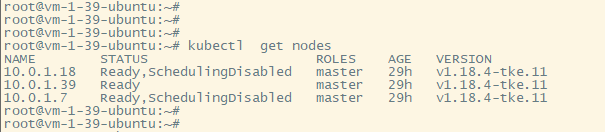 root@vm-1-39-ubuntu:~#
root@vm-1-39-ubuntu:~#
root@vm-1-39-ubuntu:~#
root@vm-1-39-ubuntu:~# kubectl  get nodes
NAME        STATUS                     ROLES    AGE   VERSION
10.0.1.18   Ready,SchedulingDisabled   master   29h   v1.18.4-tke.11
10.0.1.39   Ready                      master   29h   v1.18.4-tke.11
10.0.1.7    Ready,SchedulingDisabled   master   29h   v1.18.4-tke.11
root@vm-1-39-ubuntu:~#
root@vm-1-39-ubuntu:~#